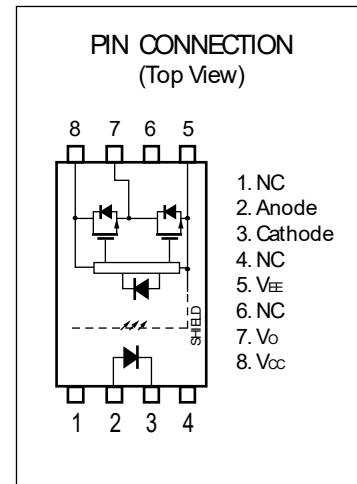 PIN CONNECTION
(Top View)
8 7 6 5
1. NC
2. Anode
3. Cathode
4. NC
5. VEE
6. NC
7. VO
8. VCC
SHIELD
1 2 3 4